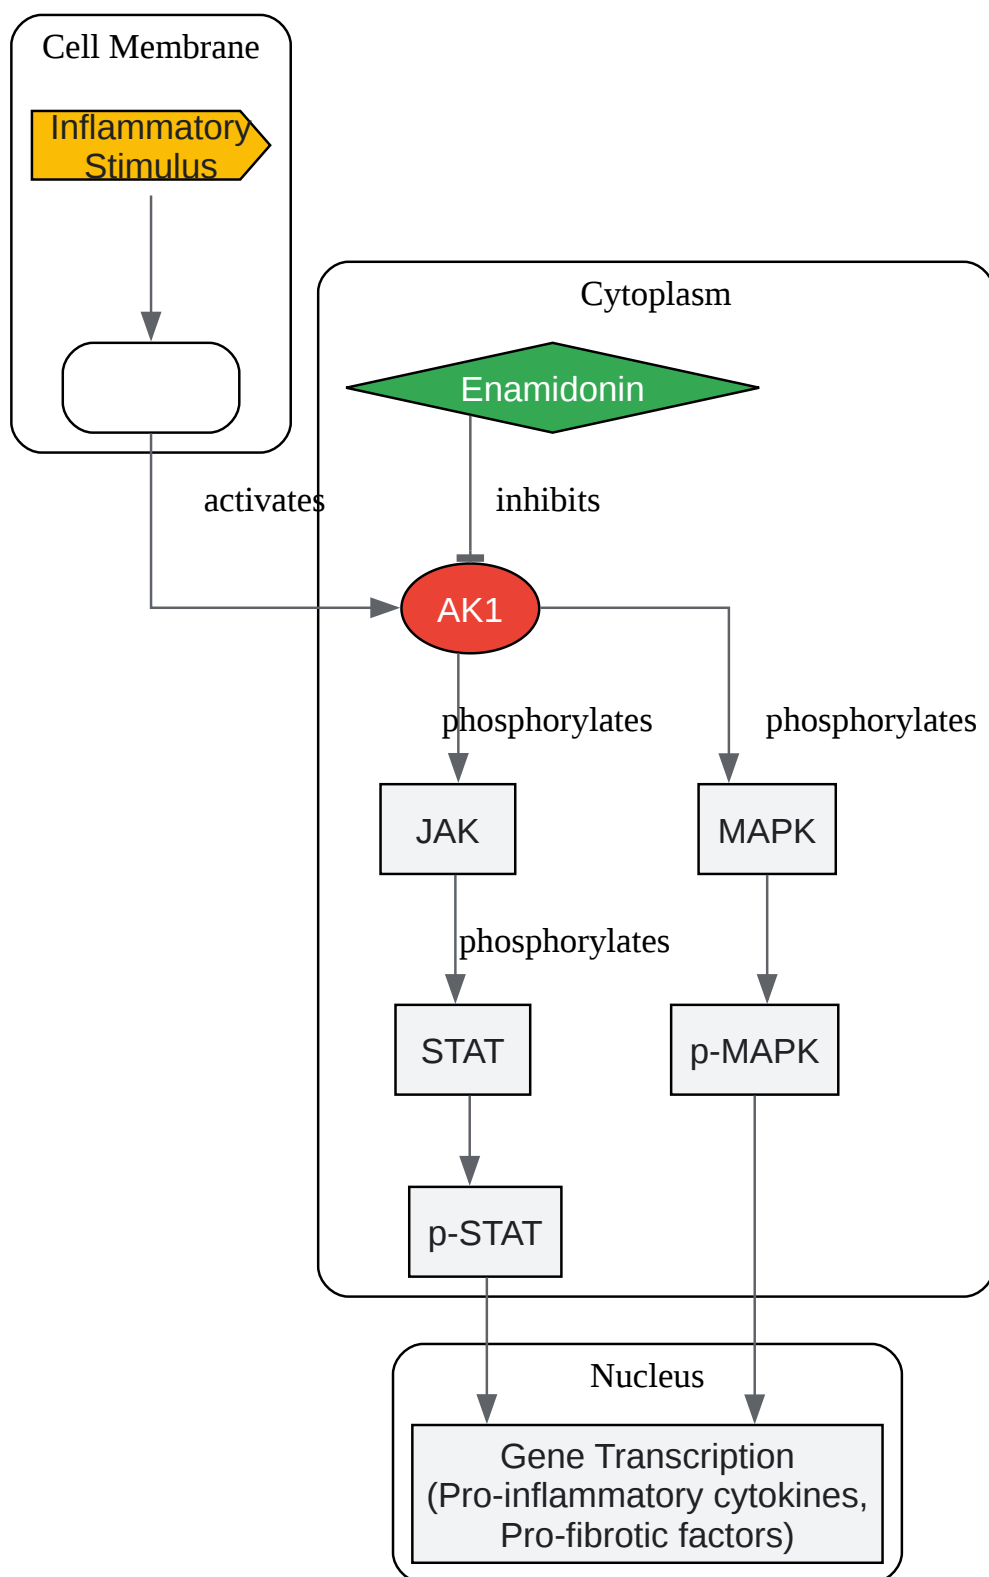 Cell Membrane
Inflammatory
Stimulus
Cytoplasm
Enamidonin
activates
inhibits
AK1
phosphorylates
phosphorylates
JAK
MAPK
phosphorylates
STAT
p-MAPK
p-STAT
Nucleus
Gene Transcription
(Pro-inflammatory cytokines,
Pro-fibrotic factors)